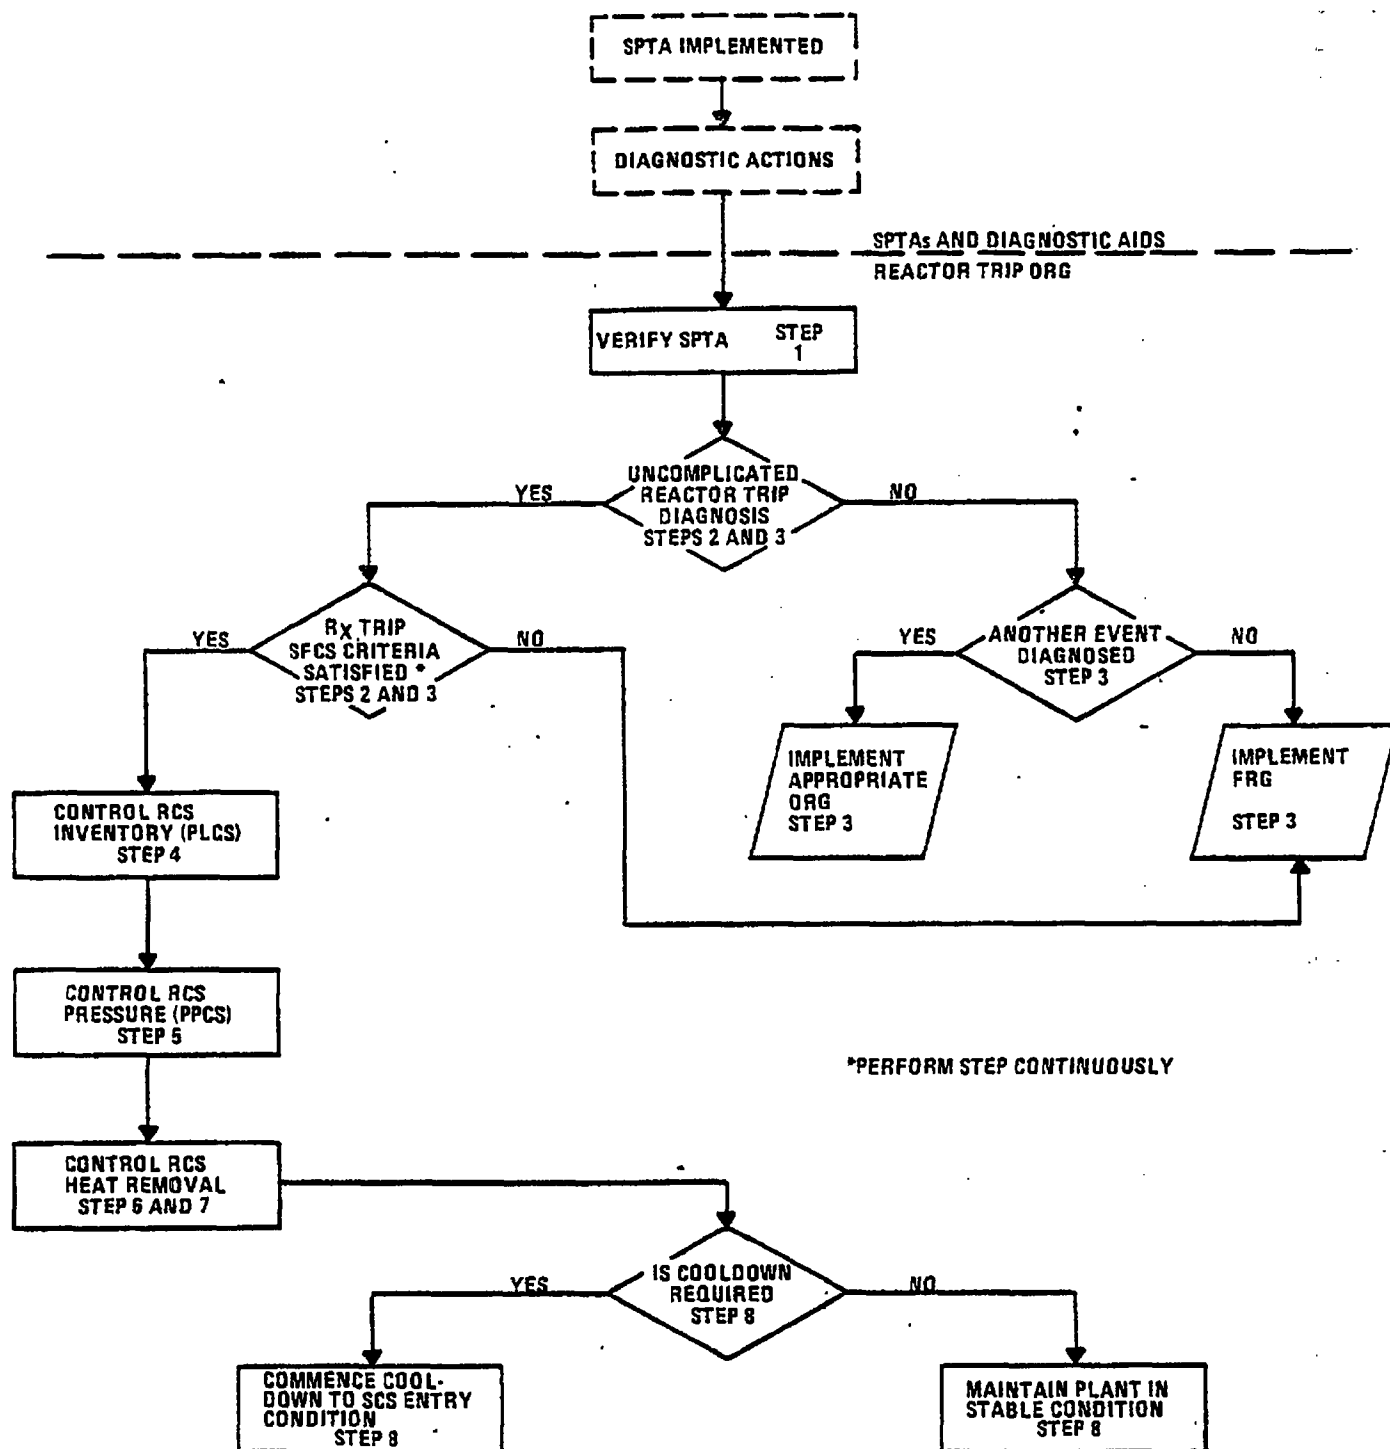 SPTA IMPLEMENTED
DIAGNOSTIC ACTIONS
SPTAs AND DIAGNOSTIC AIDS
REACTOR TRIP ORG
VERIFY SPTA
STEP
1
UNCOMPLICATED
REACTOR TRIP
DIAGNOSIS
STEPS 2 AND 3
YES
NO
RX TRIP
SFCS CRITERIA
SATISFIED *
STEPS 2 AND 3
YES
NO
ANOTHER EVENT
DIAGNOSED
STEP 3
YES
NO
IMPLEMENT
APPROPRIATE
ORG
STEP 3
IMPLEMENT
FRG
STEP 3
CONTROL RCS
INVENTORY (PLCS)
STEP 4
CONTROL RCS
PRESSURE (PPCS)
STEP 5
*PERFORM STEP CONTINUOUSLY
CONTROL RCS
HEAT REMOVAL
STEP 6 AND 7
IS COOLDOWN
REQUIRED
STEP 8
YES
NO
COMMENCE COOL-
DOWN TO SCS ENTRY
CONDITION
STEP 8
MAINTAIN PLANT IN
STABLE CONDITION
STEP 8